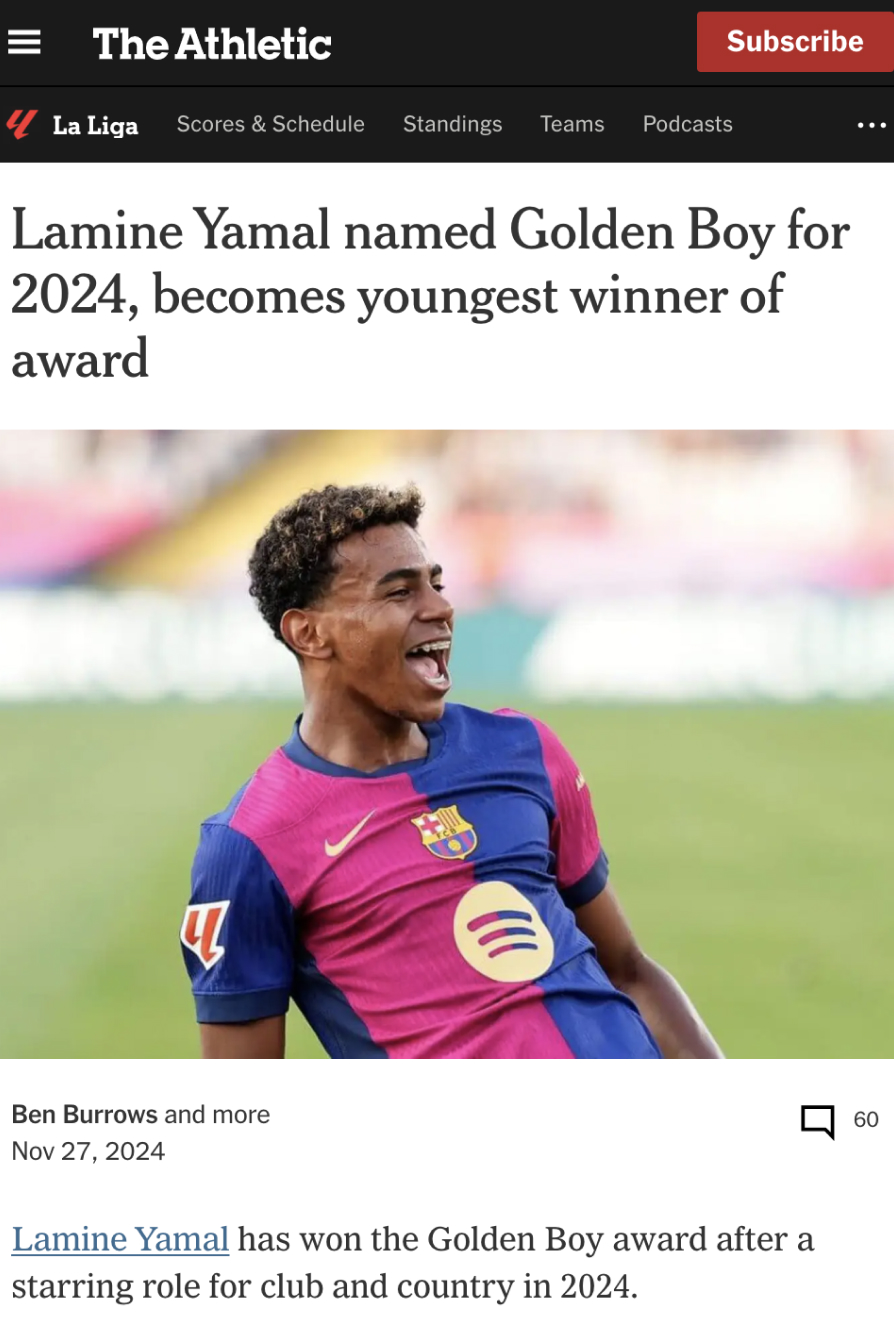 The Athletic
Subscribe
La Liga Scores & Schedule Standings Teams Podcasts
Lamine Yamal named Golden Boy for
2024, becomes youngest winner of
award
FCB
Ben Burrows and more
60
Nov 27, 2024
Lamine Yamal has won the Golden Boy award after a
starring role for club and country in 2024.